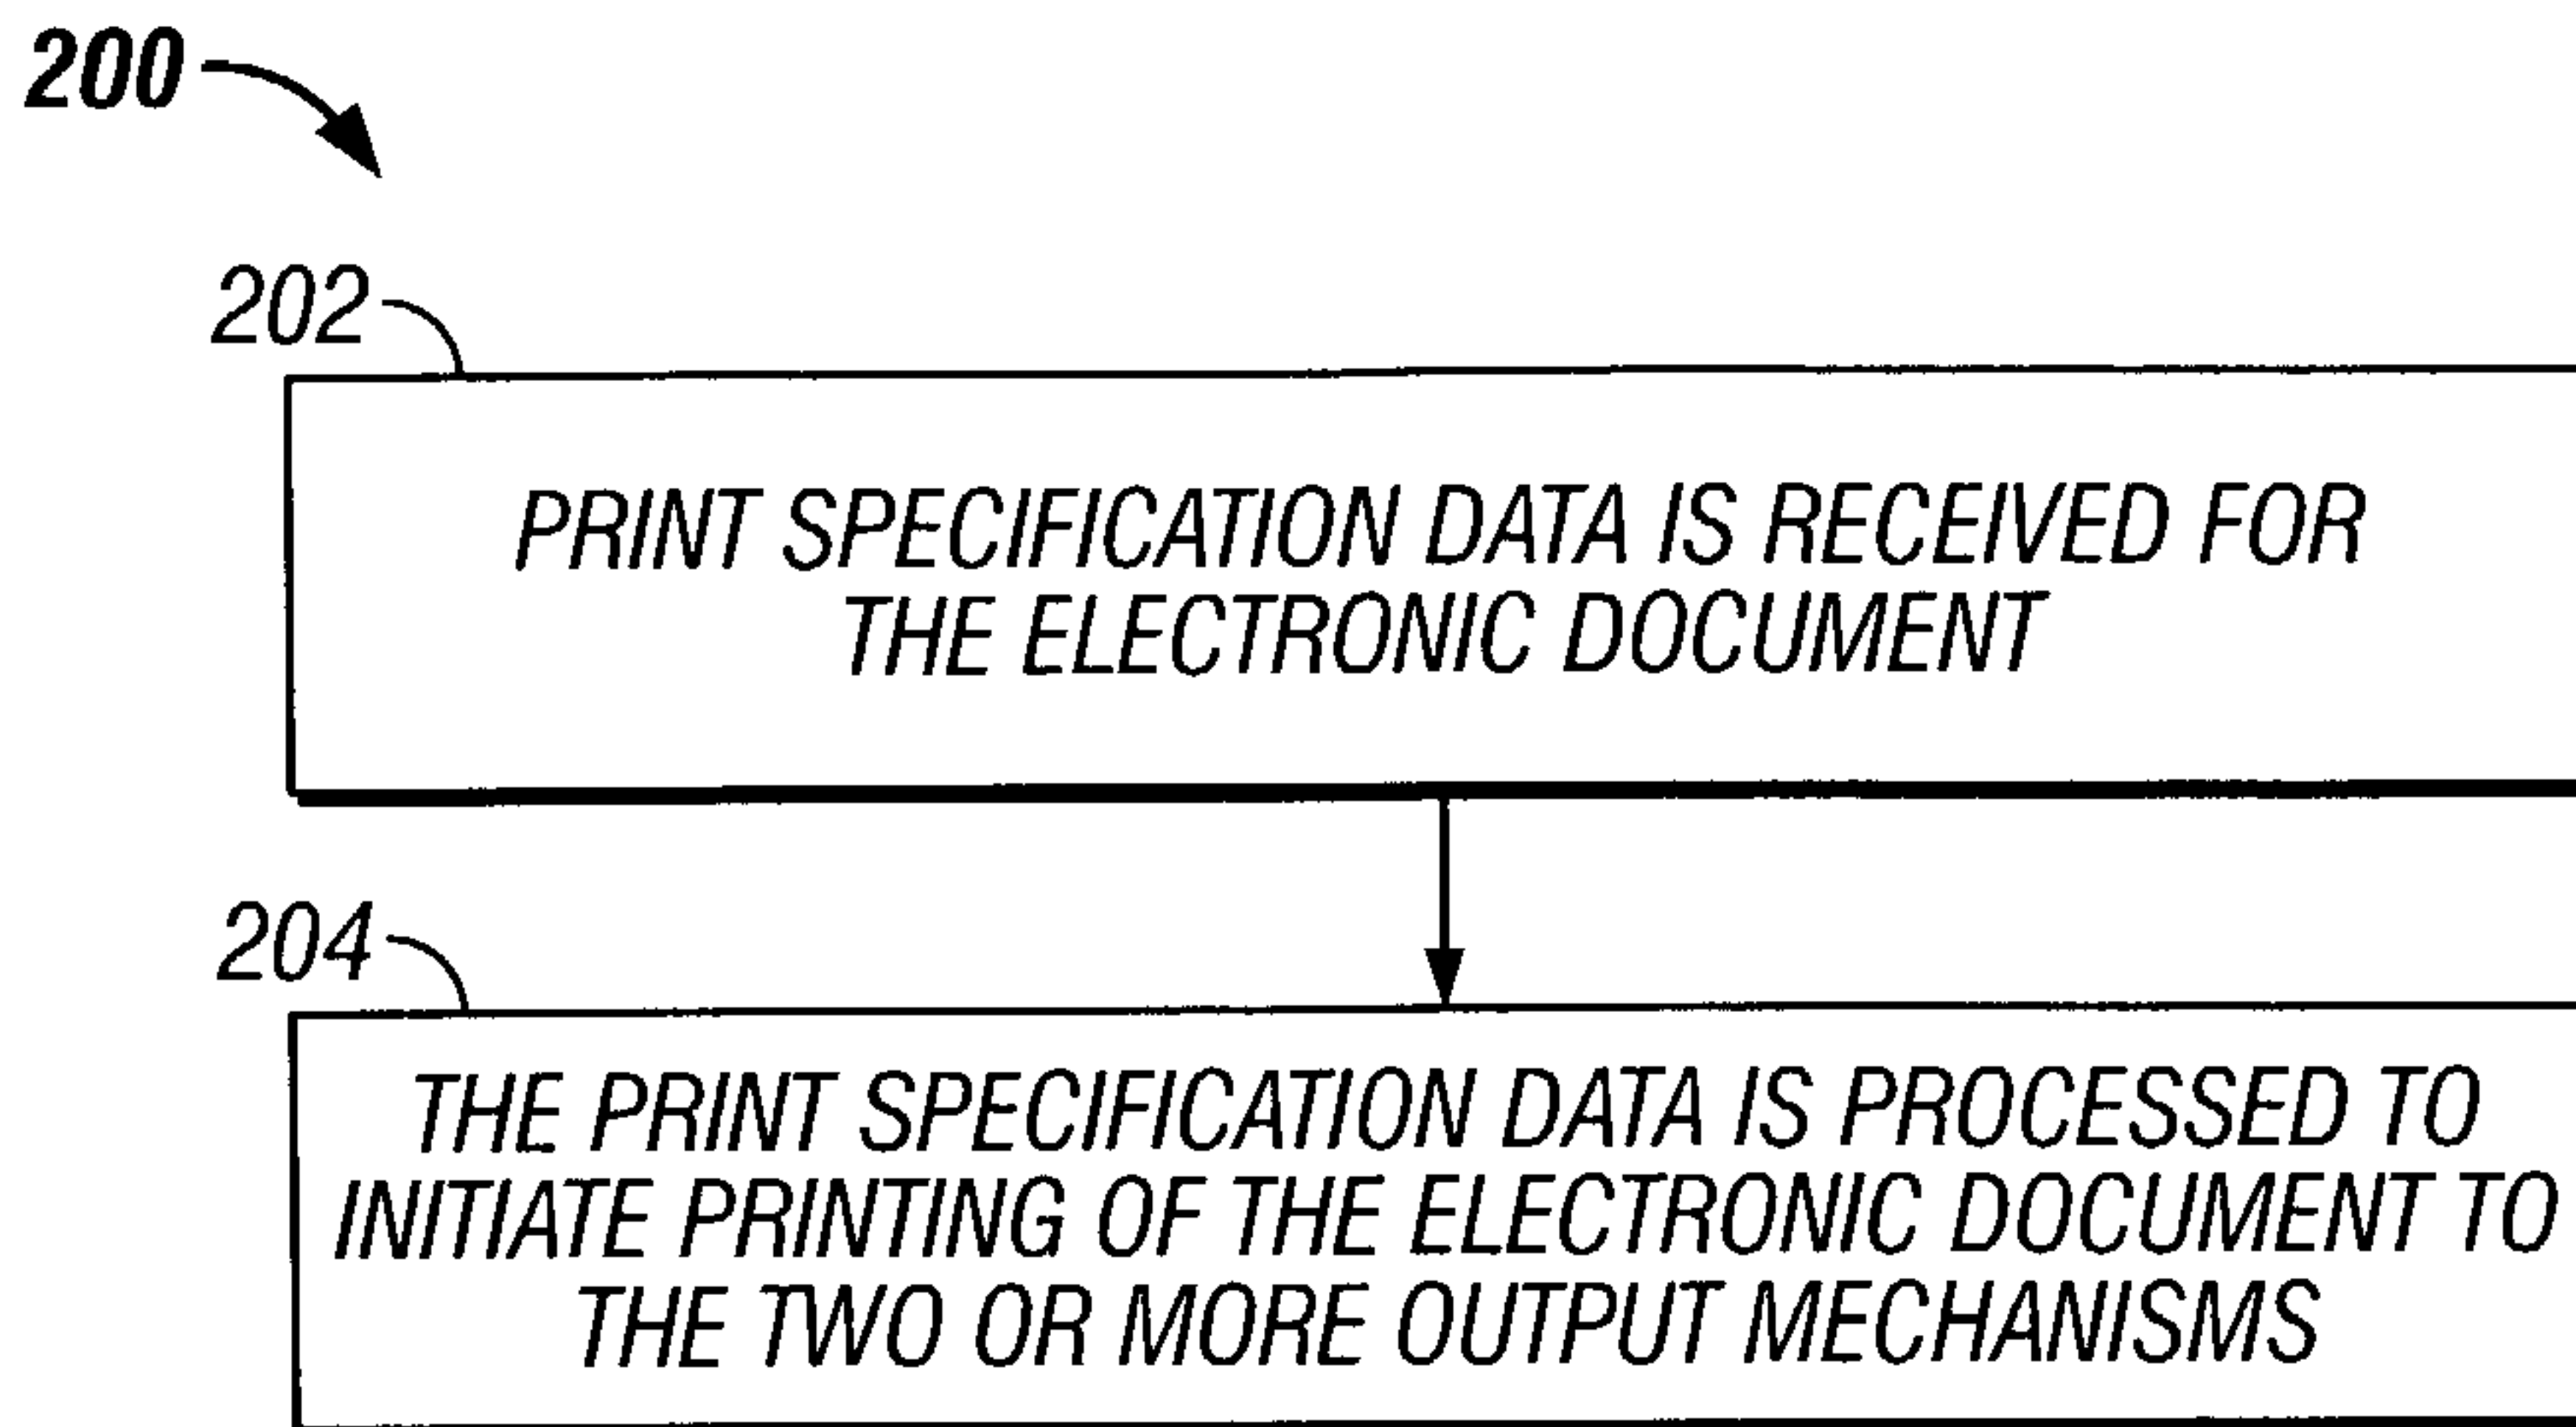 200
202
PRINT SPECIFICATION DATA IS RECEIVED FOR
THE ELECTRONIC DOCUMENT
204
THE PRINT SPECIFICATION DATA IS PROCESSED TO
INITIATE PRINTING OF THE ELECTRONIC DOCUMENT TO
THE TWO OR MORE OUTPUT MECHANISMS